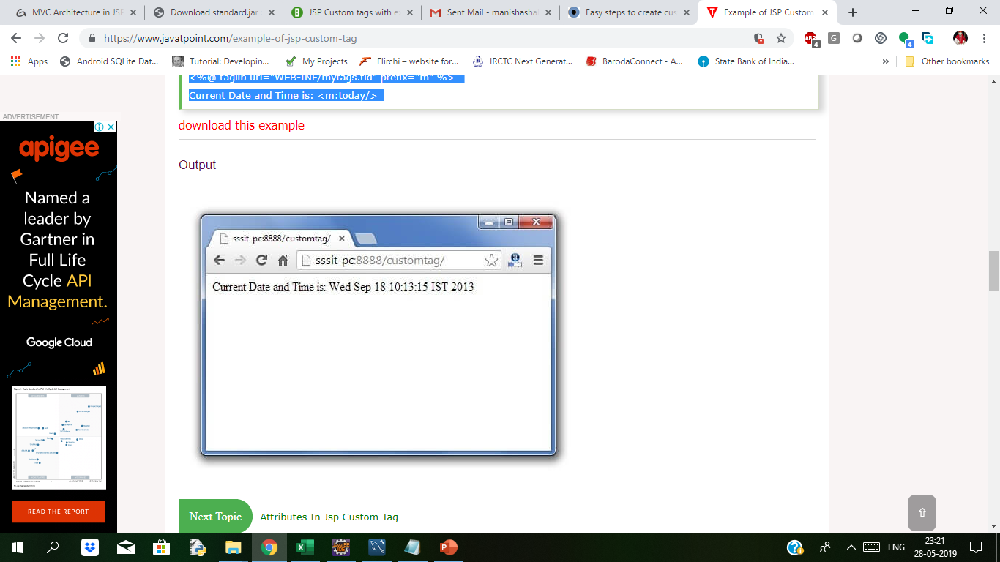 MVC Architecture in JSP
Download standard.jar
JSP Custom tags with ex
Sent Mail - manishasha
Easy steps to create cus
Example of JSP Custom
https://www.javatpoint.com/example-of-jsp-custom-tag
ABP 4
G
4
Apps
Android SQLite Dat...
Tutorial: Developin...
My Projects
Flirchi – website for...
IRCTC Next Generat...
BarodaConnect - A...
State Bank of India...
»
Other bookmarks
<%@ taglib uri="WEB-INF/mytags.tld" prefix="m" %>
Current Date and Time is: <m:today/>
download this example
Output
ADVERTISEMENT
apigee
Named a
leader by
Gartner in
Full Life
Cycle API
Management.
Google Cloud
READ THE REPORT
sssit-pc:8888/customtag/
sssit-pc:8888/customtag/
Current Date and Time is: Wed Sep 18 10:13:15 IST 2013
Next Topic
Attributes In Jsp Custom Tag
ENG
23:21
28-05-2019